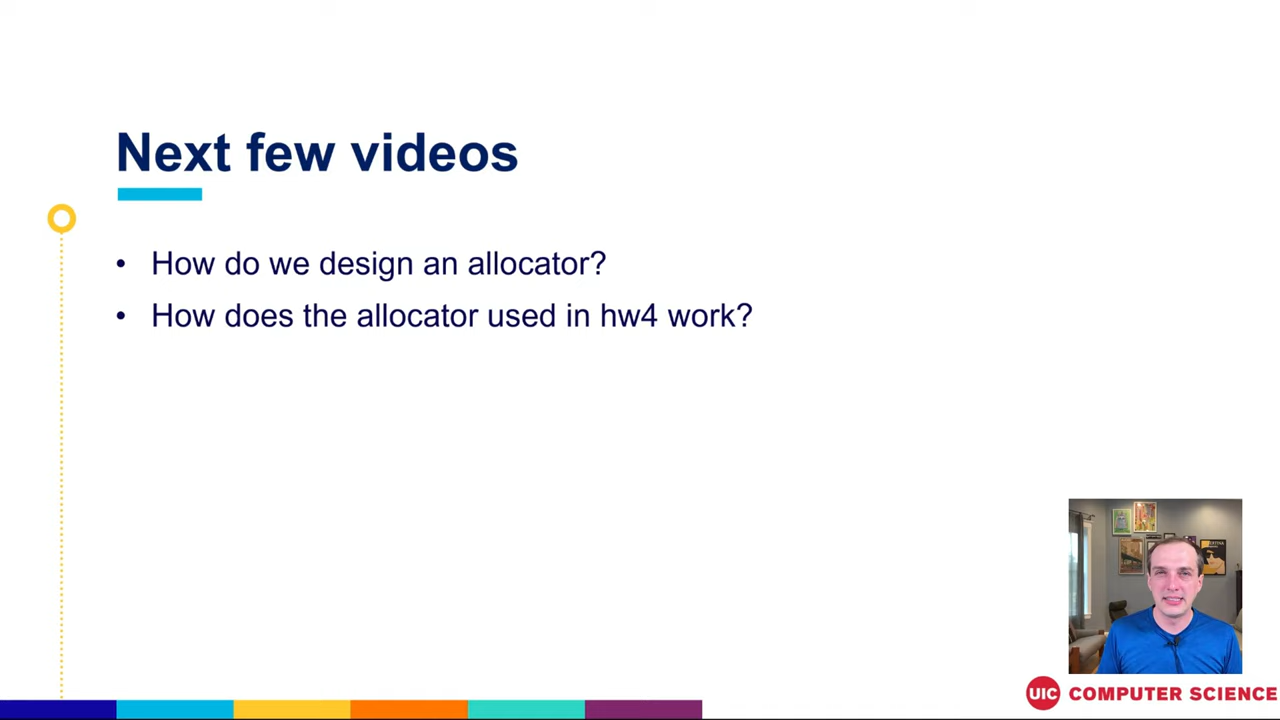 Next few videos
• How do we design an allocator?
• How does the allocator used in hw4 work?
UIC COMPUTER SCIENCE